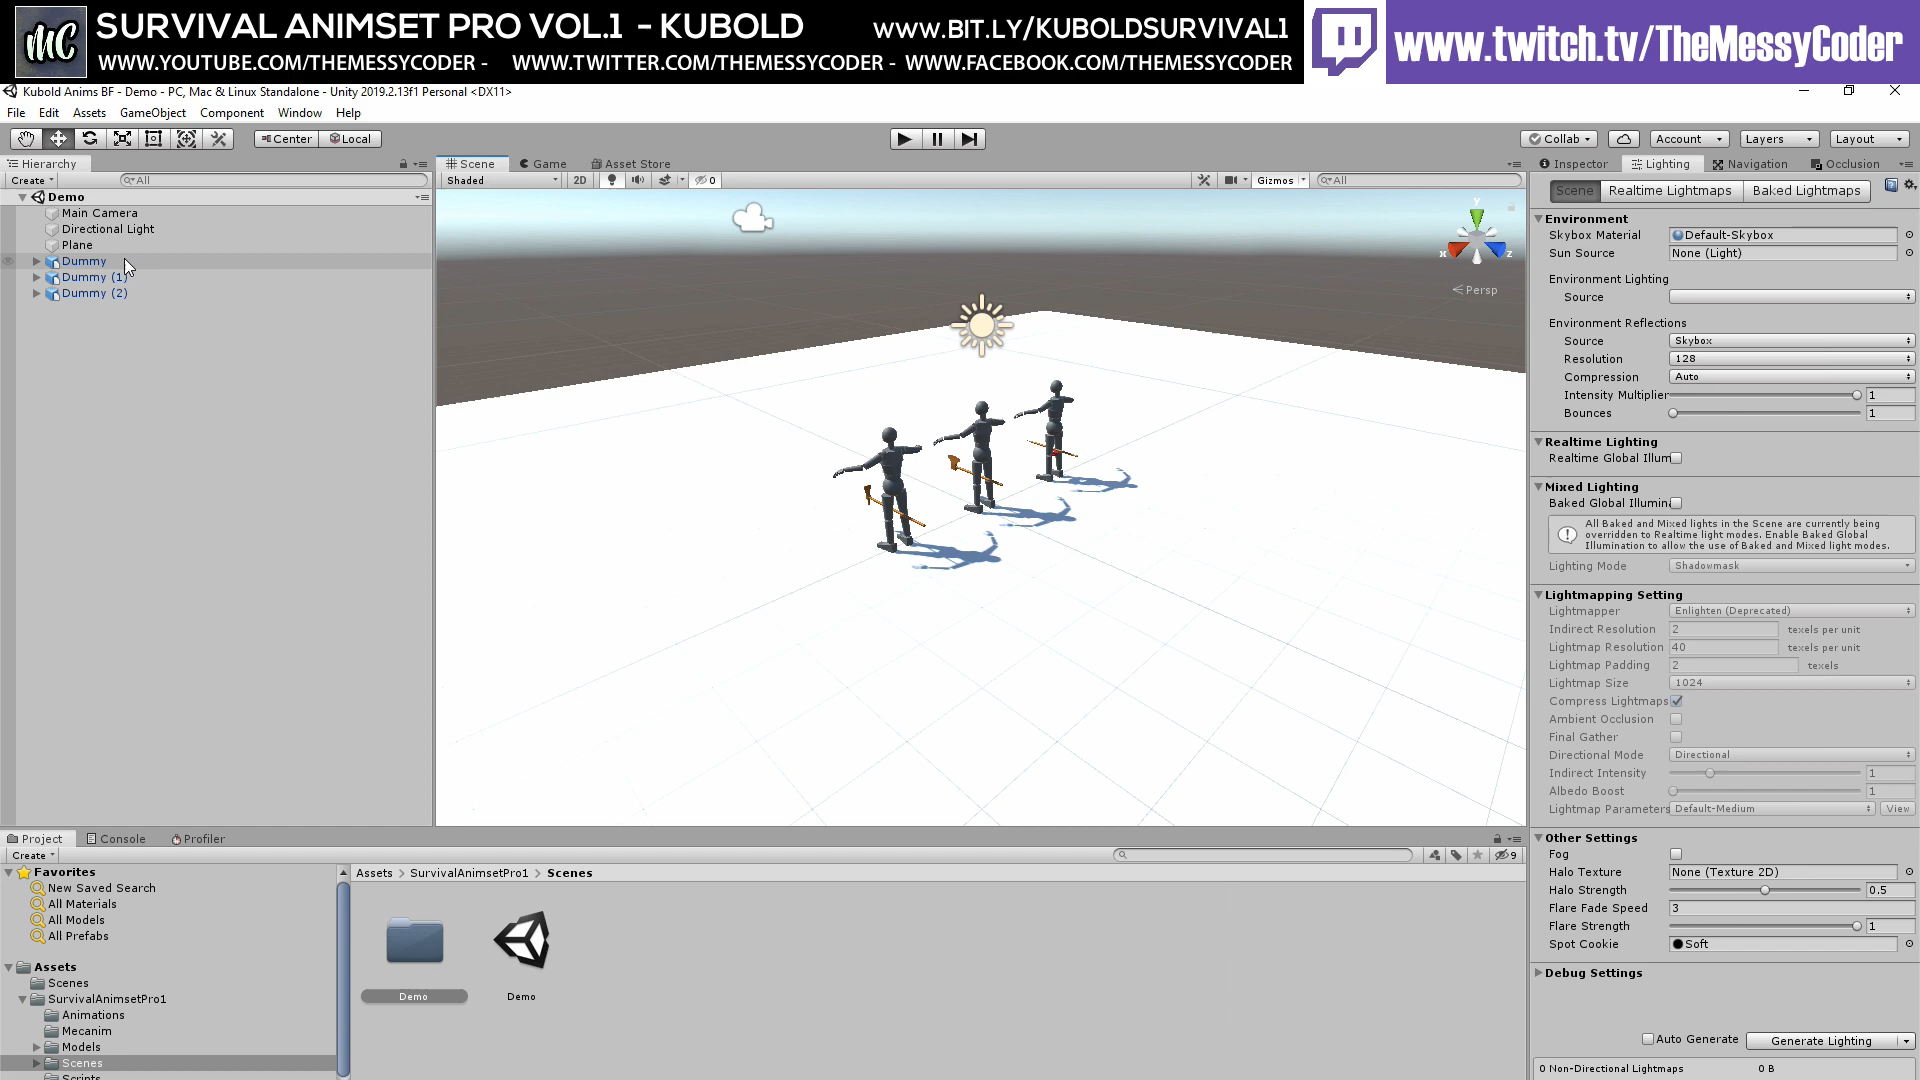 MC
SURVIVAL ANIMSET PRO VOL.1 - KUBOLD
WWW.BIT.LY/KUBOLDSURVIVAL1
WWW.YOUTUBE.COM/THEMESSYCODER - WWW.TWITTER.COM/THEMESSYCODER - WWW.FACEBOOK.COM/THEMESSYCODER
www.twitch.tv/TheMessyCoder
Kubold Anims BF - Demo - PC, Mac & Linux Standalone - Unity 2019.2.13f1 Personal <DX11>
File Edit Assets GameObject Component Window Help
Center Local
Collab Account Layers Layout
Hierarchy
Create All
Demo
Main Camera
Directional Light
Plane
Dummy
Dummy (1)
Dummy (2)
Scene Game Asset Store
Shaded 2D 0 Gizmos All
y
x
z
Persp
Inspector Lighting Navigation Occlusion
Scene Realtime Lightmaps Baked Lightmaps
Environment
Skybox Material Default-Skybox
Sun Source None (Light)
Environment Lighting
Source
Environment Reflections
Source Skybox
Resolution 128
Compression Auto
Intensity Multiplier 1
Bounces 1
Realtime Lighting
Realtime Global Illum
Mixed Lighting
Baked Global Illumina
All Baked and Mixed lights in the Scene are currently being
overridden to Realtime light modes. Enable Baked Global
Illumination to allow the use of Baked and Mixed light modes.
Lighting Mode Shadowmask
Lightmapping Setting
Lightmapper Enlighten (Deprecated)
Indirect Resolution 2 texels per unit
Lightmap Resolution 40 texels per unit
Lightmap Padding 2 texels
Lightmap Size 1024
Compress Lightmaps
Ambient Occlusion
Final Gather
Directional Mode Directional
Indirect Intensity 1
Albedo Boost 1
Lightmap Parameters Default-Medium View
Other Settings
Fog
Halo Texture None (Texture 2D)
Halo Strength 0.5
Flare Fade Speed 3
Flare Strength 1
Spot Cookie Soft
Debug Settings
Auto Generate Generate Lighting
0 Non-Directional Lightmaps 0 B
Project Console Profiler
Create 9
Favorites
New Saved Search
All Materials
All Models
All Prefabs
Assets
Scenes
SurvivalAnimsetPro1
Animations
Mecanim
Models
Scenes
Scripts
Assets > SurvivalAnimsetPro1 > Scenes
Demo Demo